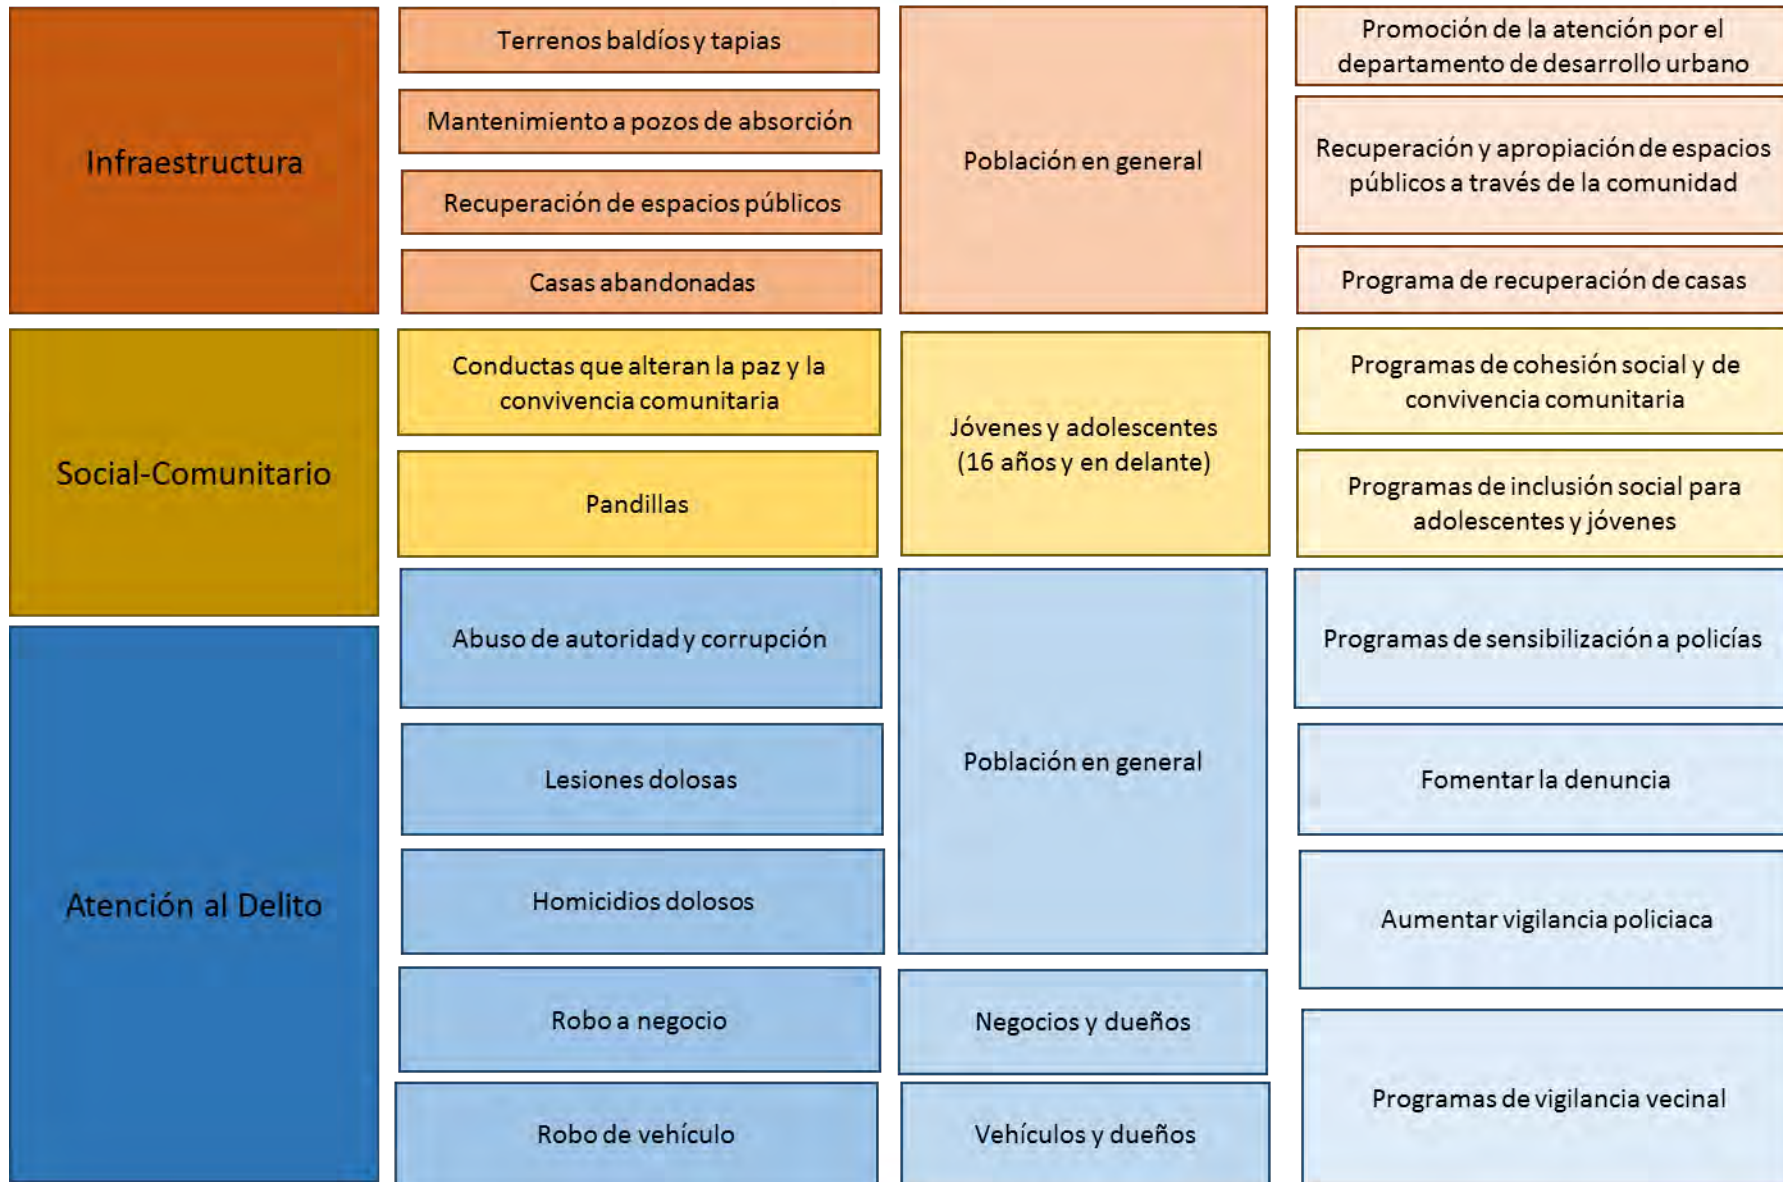 Infraestructura
Terrenos baldíos y tapias
Mantenimiento a pozos de absorción
Recuperación de espacios públicos
Casas abandonadas
Población en general
Promoción de la atención por el
departamento de desarrollo urbano
Recuperación y apropiación de espacios
públicos a través de la comunidad
Programa de recuperación de casas
Social-Comunitario
Conductas que alteran la paz y la
convivencia comunitaria
Pandillas
Jóvenes y adolescentes
(16 años y en delante)
Programas de cohesión social y de
convivencia comunitaria
Programas de inclusión social para
adolescentes y jóvenes
Atención al Delito
Abuso de autoridad y corrupción
Lesiones dolosas
Homicidios dolosos
Robo a negocio
Robo de vehículo
Población en general
Negocios y dueños
Vehículos y dueños
Programas de sensibilización a policías
Fomentar la denuncia
Aumentar vigilancia policiaca
Programas de vigilancia vecinal